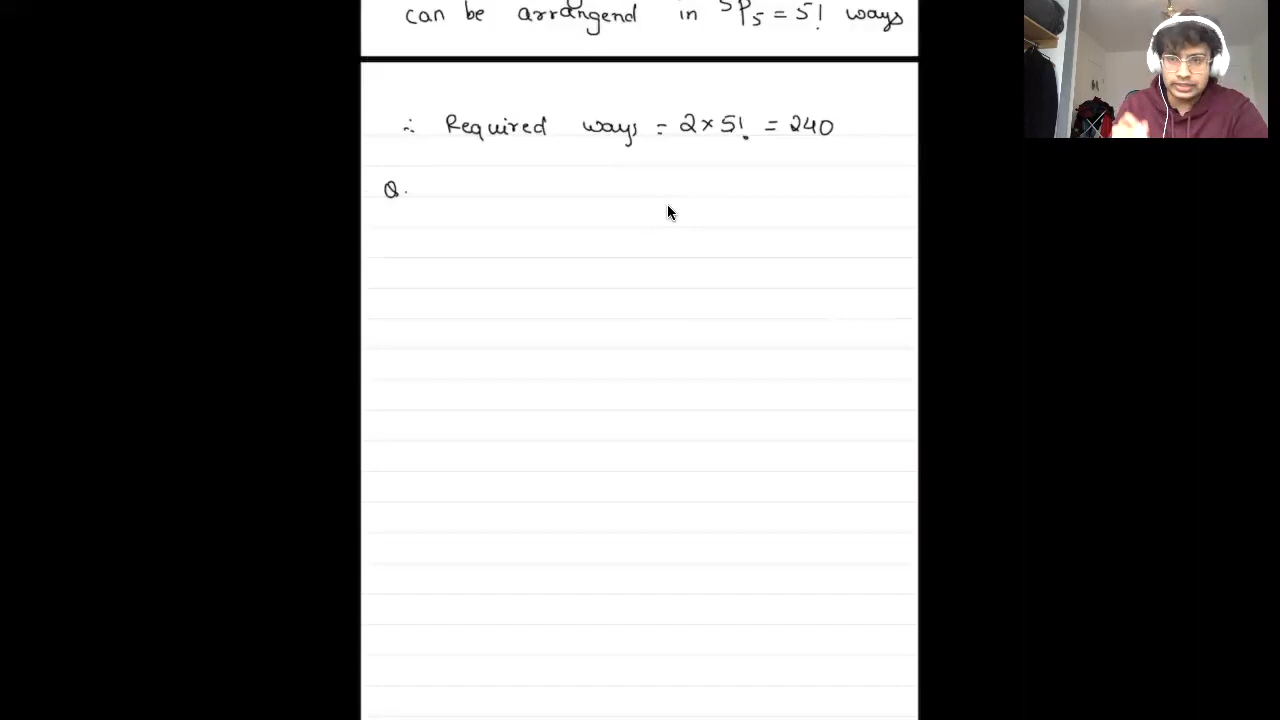 can be arrangend in ⁵P₅ = 5! ways
∴ Required ways = 2 × 5! = 240
Q.